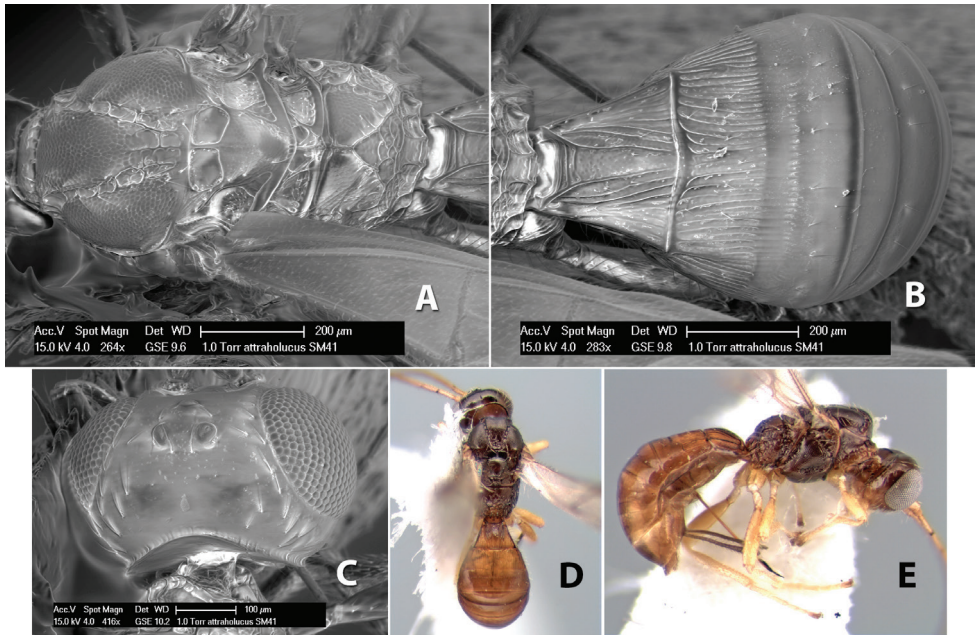 A
Acc.V Spot Magn Det WD 200 µm
15.0 kV 4.0 264x GSE 9.6 1.0 Torr attraholucus SM41
B
Acc.V Spot Magn Det WD 200 µm
15.0 kV 4.0 283x GSE 9.8 1.0 Torr attraholucus SM41
C
Acc.V Spot Magn Det WD 100 µm
15.0 kV 4.0 416x GSE 10.2 1.0 Torr attraholucus SM41
D
E